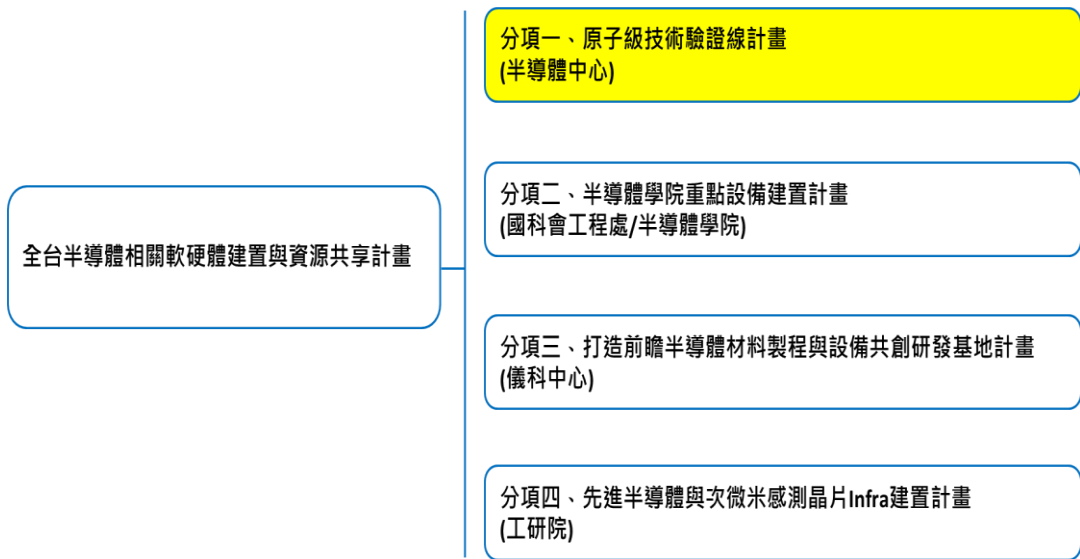 全台半導體相關軟硬體建置與資源共享計畫
分項一、原子級技術驗證線計畫
(半導體中心)
分項二、半導體學院重點設備建置計畫
(國科會工程處/半導體學院)
分項三、打造前瞻半導體材料製程與設備共創研發基地計畫
(儀科中心)
分項四、先進半導體與次微米感測晶片Infra建置計畫
(工研院)